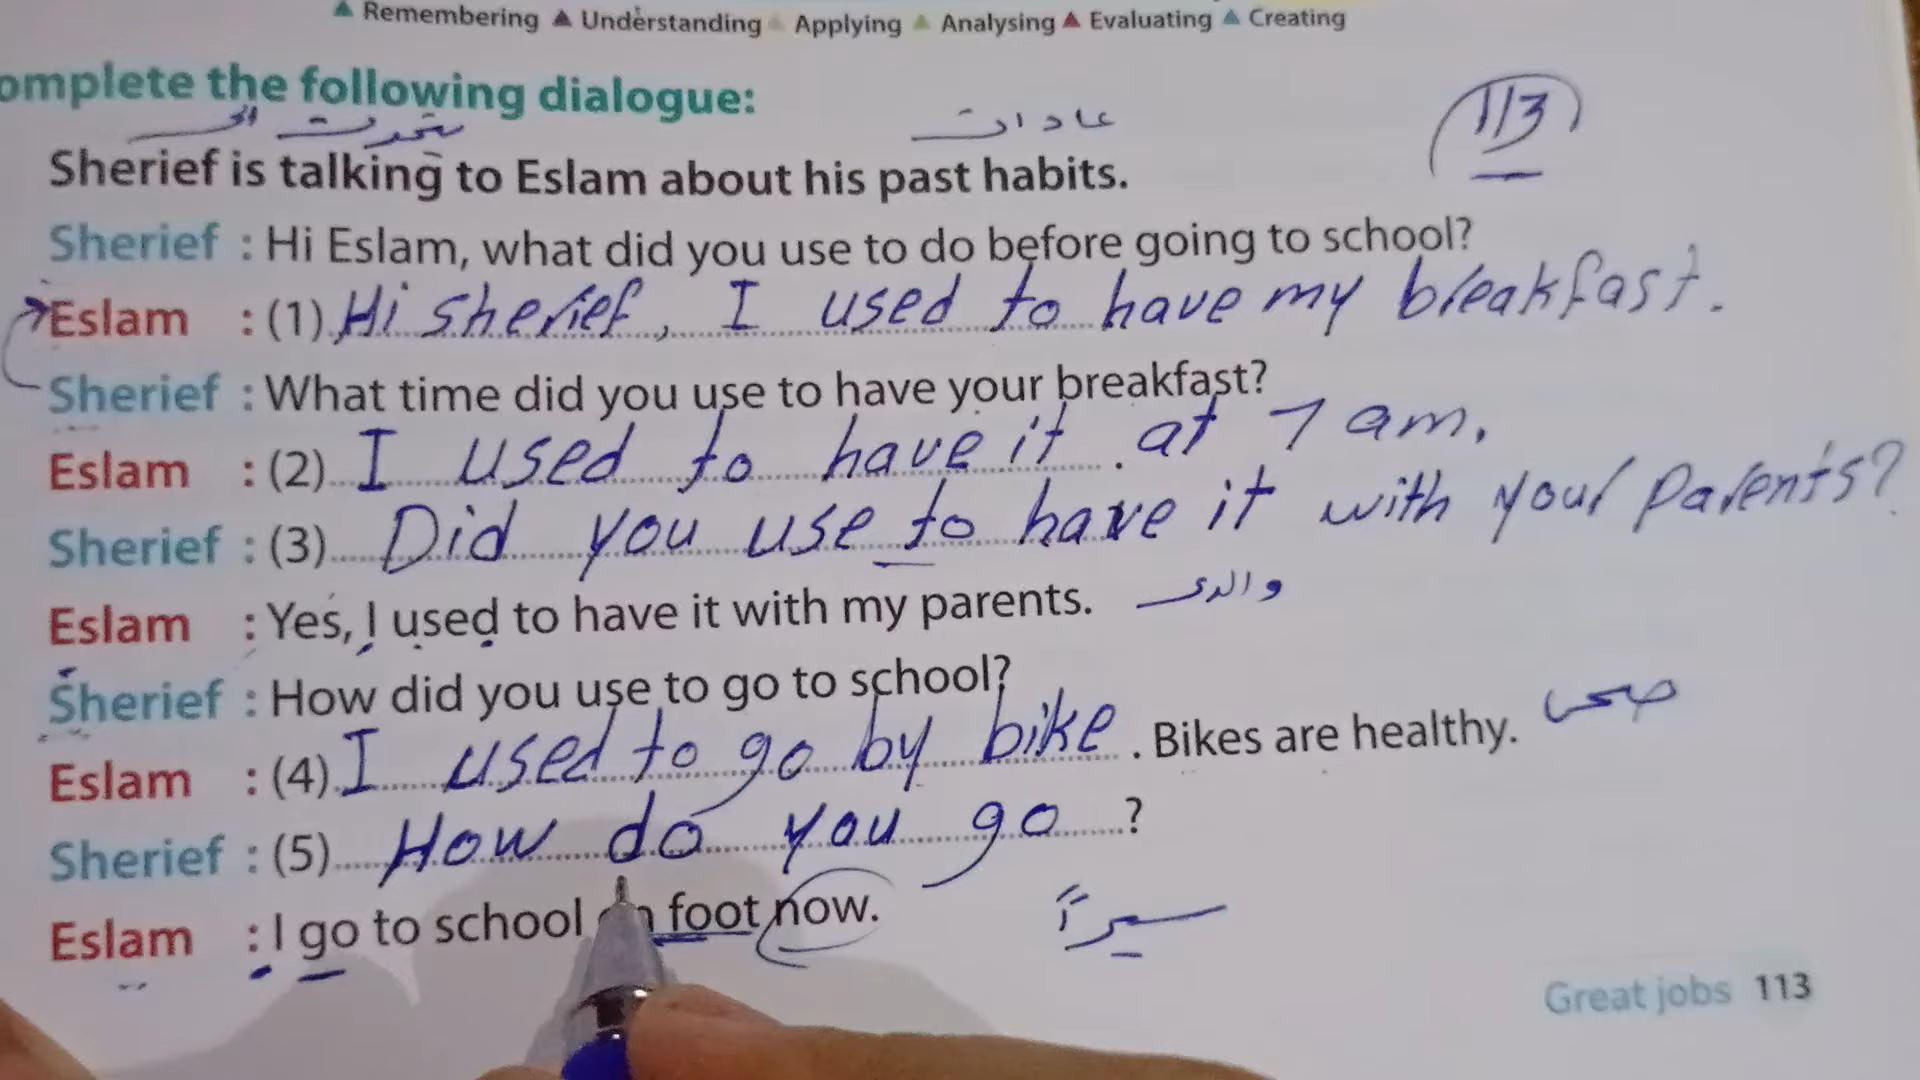 Remembering Understanding Applying Analysing Evaluating Creating
omplete the following dialogue:
113
يتحدث الى
عادات
Sherief is talking to Eslam about his past habits.
Sherief : Hi Eslam, what did you use to do before going to school?
Eslam : (1) Hi Sherief, I used to have my breakfast.
Sherief : What time did you use to have your breakfast?
Eslam : (2) I used to have it at 7 am.
Sherief : (3) Did you use to have it with your parents?
Eslam : Yes, I used to have it with my parents. والدى
Sherief : How did you use to go to school?
Eslam : (4) I used to go by bike. Bikes are healthy. صحى
Sherief : (5) How do you go ?
Eslam : I go to school foot now. سيراً
Great jobs 113